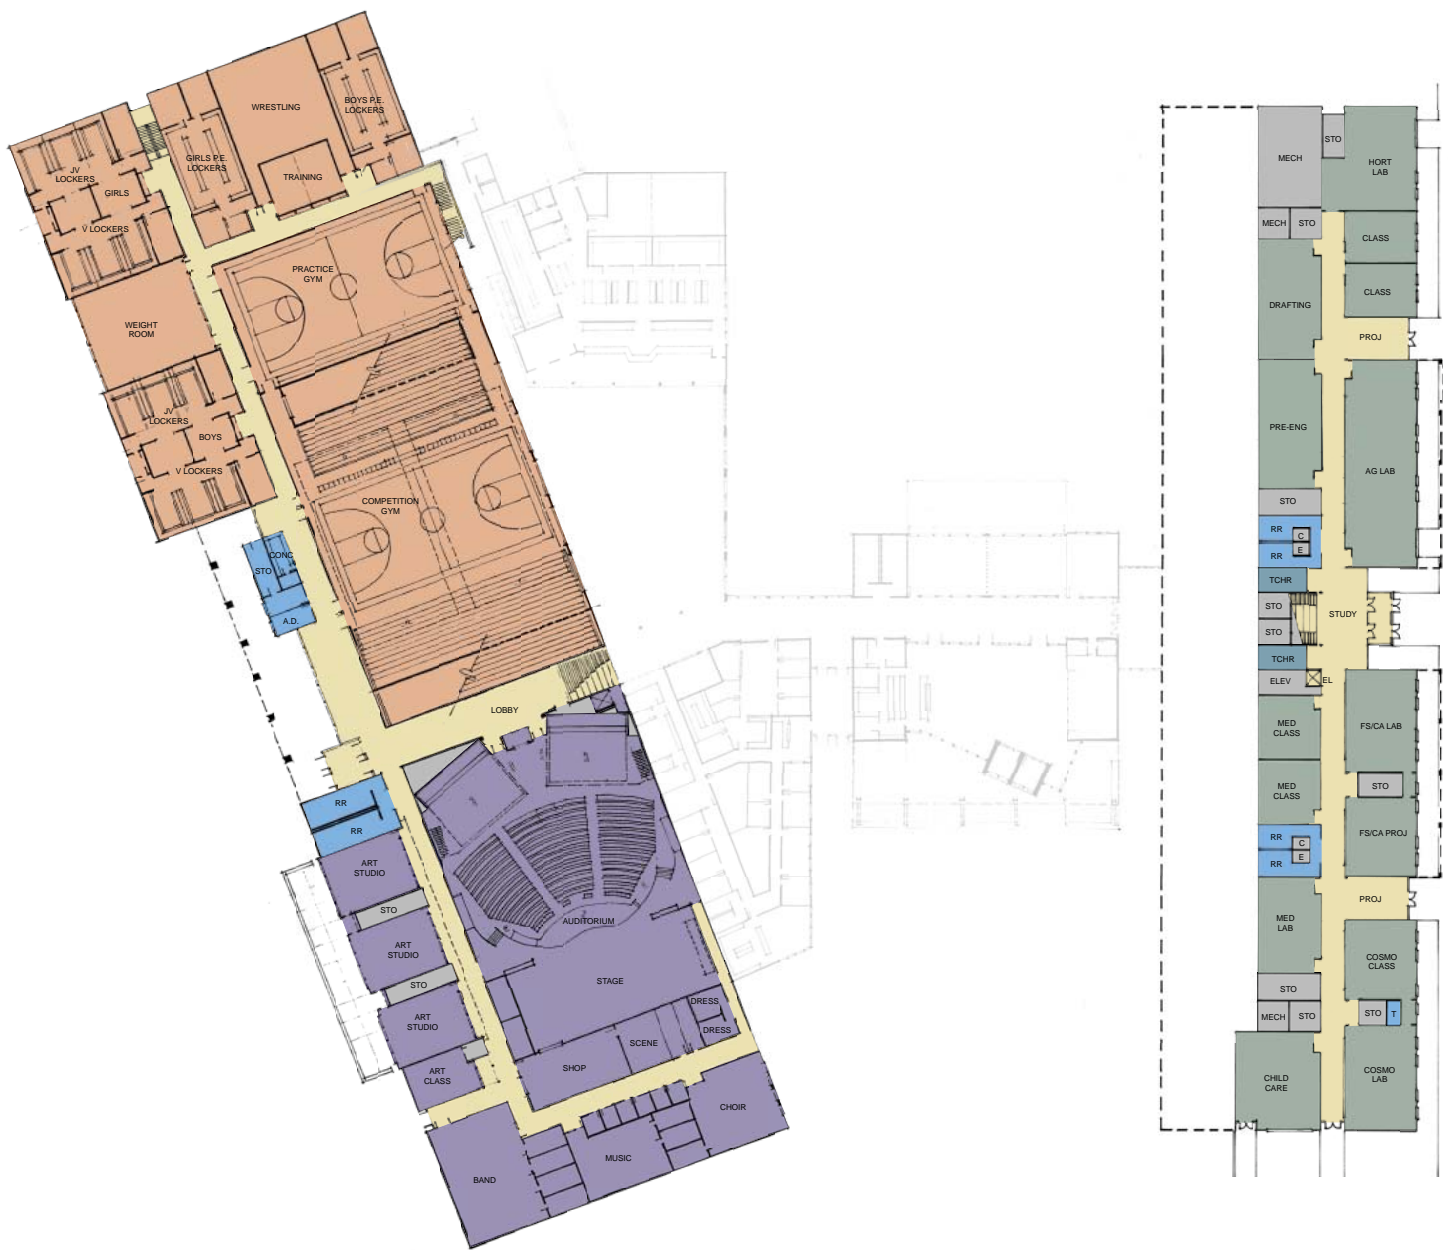 WRESTLING
BOYS P.E.
LOCKERS
GIRLS P.E.
LOCKERS
TRAINING
JV
LOCKERS
GIRLS
V LOCKERS
PRACTICE
GYM
WEIGHT
ROOM
JV
LOCKERS
BOYS
V LOCKERS
COMPETITION
GYM
CONC
STO
A.D.
LOBBY
RR
RR
ART
STUDIO
STO
ART
STUDIO
STO
ART
STUDIO
ART
CLASS
AUDITORIUM
STAGE
DRESS
DRESS
SCENE
SHOP
CHOIR
MUSIC
BAND
MECH
STO
HORT
LAB
MECH
STO
CLASS
CLASS
DRAFTING
PROJ
PRE-ENG
AG LAB
STO
RR
C
E
RR
TCHR
STO
STUDY
STO
TCHR
ELEV
EL
MED
CLASS
FS/CA LAB
MED
CLASS
STO
RR
C
E
RR
FS/CA PROJ
PROJ
MED
LAB
COSMO
CLASS
STO
MECH
STO
STO
T
CHILD
CARE
COSMO
LAB